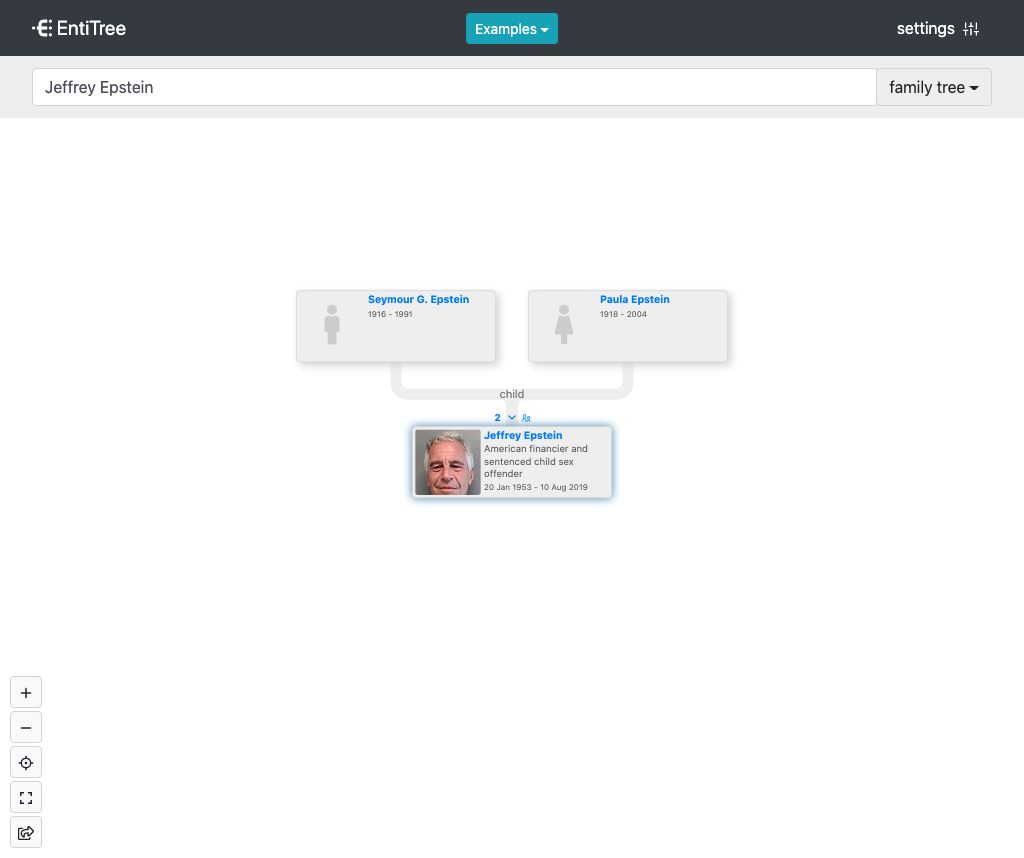 EntiTree
Examples
settings
Jeffrey Epstein
family tree
Seymour G. Epstein
1916 - 1991
Paula Epstein
1918 - 2004
child
2
Jeffrey Epstein
American financier and
sentenced child sex
offender
20 Jan 1953 - 10 Aug 2019